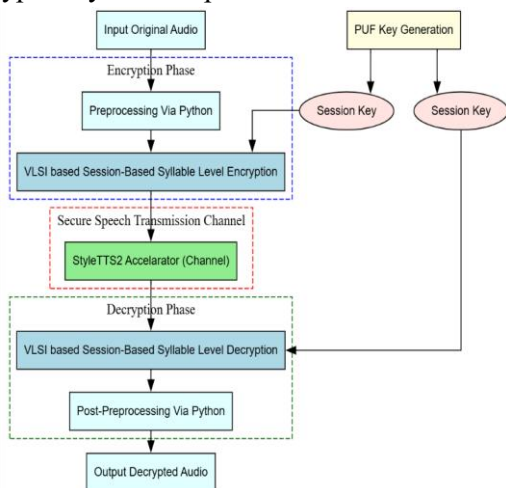 Input Original Audio
PUF Key Generation
Encryption Phase
Preprocessing Via Python
Session Key
Session Key
VLSI based Session-Based Syllable Level Encryption
Secure Speech Transmission Channel
StyleTTS2 Accelarator (Channel)
Decryption Phase
VLSI based Session-Based Syllable Level Decryption
Post-Preprocessing Via Python
Output Decrypted Audio